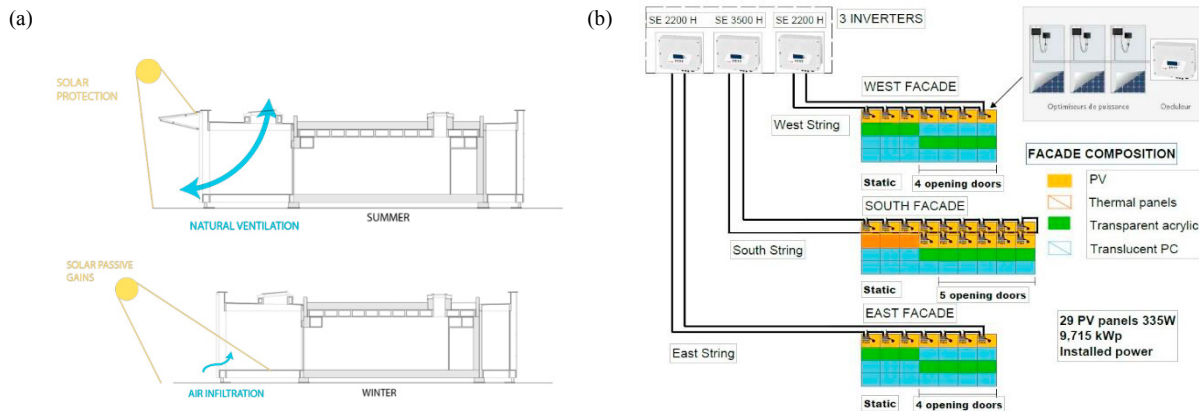 (a)
SOLAR
PROTECTION
NATURAL VENTILATION
SUMMER
SOLAR PASSIVE
GAINS
AIR INFILTRATION
WINTER
(b)
SE 2200 H
SE 3500 H
SE 2200 H
3 INVERTERS
Optimiseurs de puissance
Onduleur
WEST FACADE
West String
Static
4 opening doors
SOUTH FACADE
South String
Static
5 opening doors
EAST FACADE
East String
Static
4 opening doors
FACADE COMPOSITION
PV
Thermal panels
Transparent acrylic
Translucent PC
29 PV panels 335W
9,715 kWp
Installed power